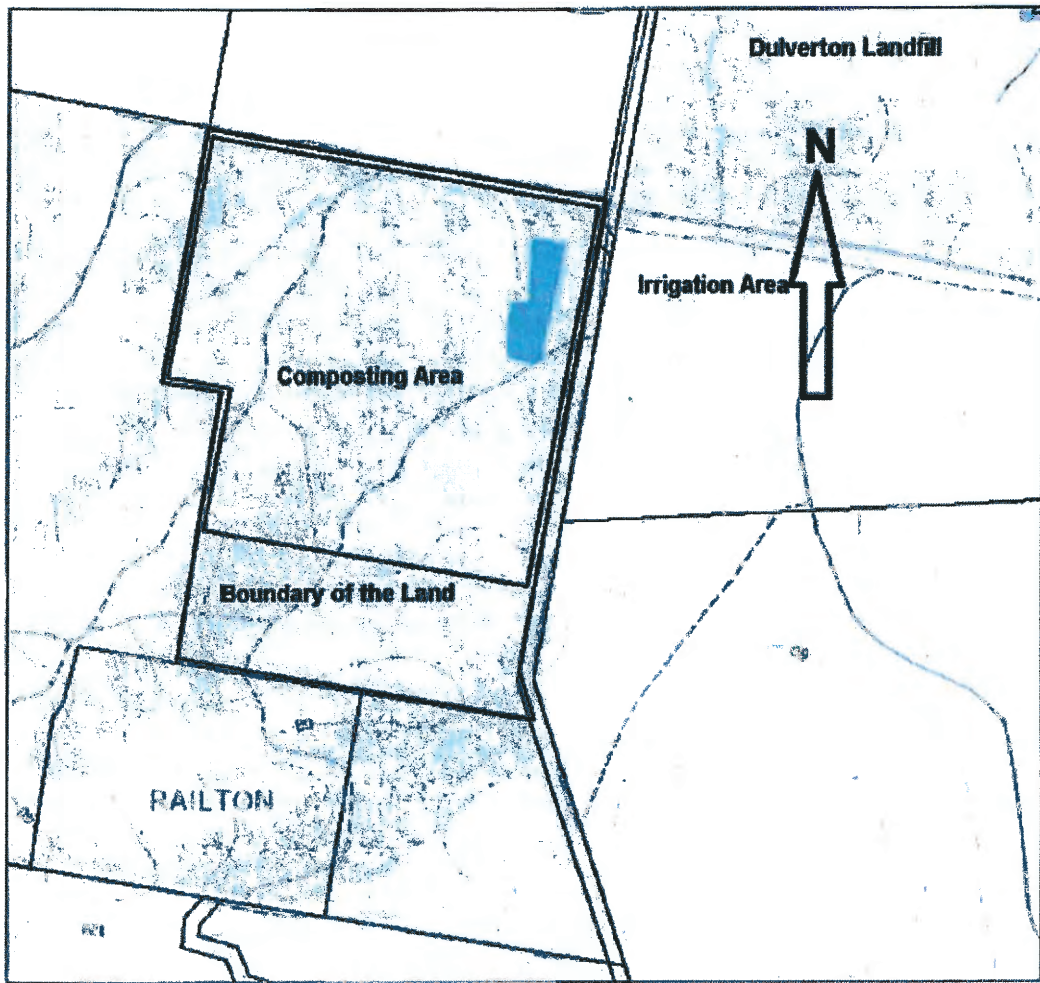 Dulverton Landfill
N
Irrigation Area
Composting Area
Boundary of the Land
RAILTON